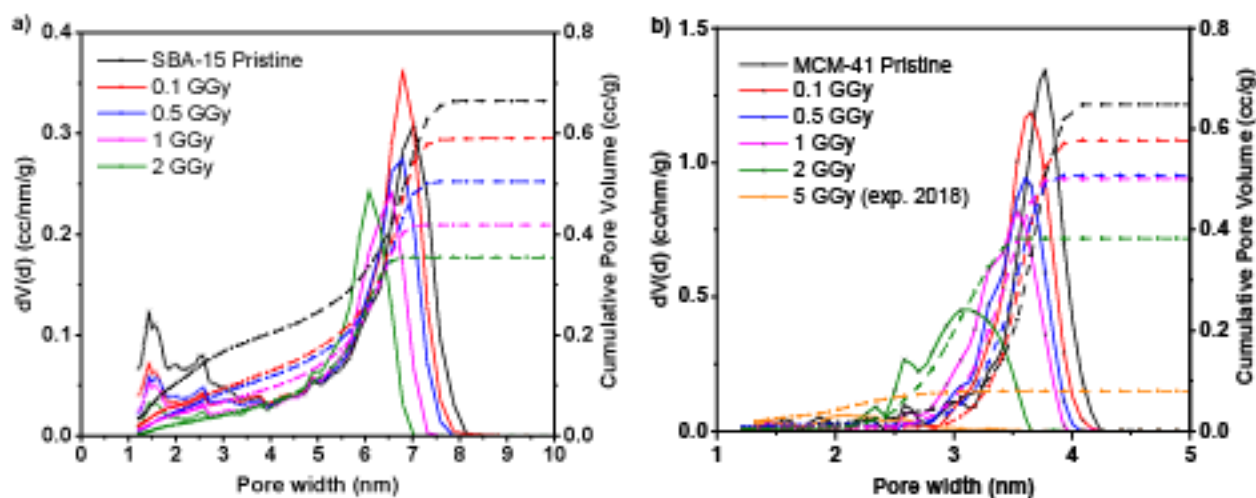 a)
0.4
0.3
0.2
0.1
0.0
dV(d) (cc/nm/g)
SBA-15 Pristine
0.1 GGy
0.5 GGy
1 GGy
2 GGy
0.8
0.6
0.4
0.2
0.0
Cumulative Pore Volume (cc/g)
0 1 2 3 4 5 6 7 8 9 10
Pore width (nm)
b)
1.5
1.0
0.5
0.0
dV(d) (cc/nm/g)
MCM-41 Pristine
0.1 GGy
0.5 GGy
1 GGy
2 GGy
5 GGy (exp. 2018)
0.8
0.6
0.4
0.2
0.0
Cumulative Pore Volume (cc/g)
1 2 3 4 5
Pore width (nm)